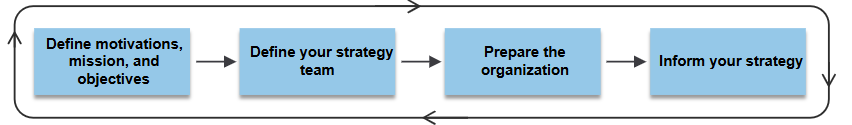 Define motivations,
mission, and
objectives
Define your strategy
team
Prepare the
organization
Inform your strategy